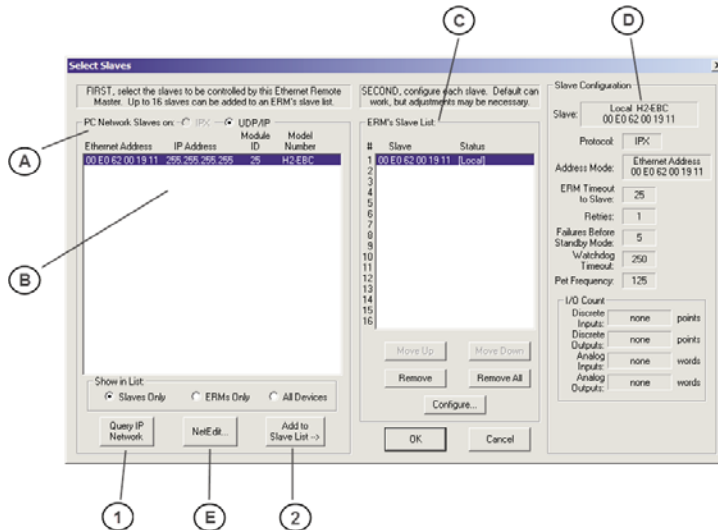 C
D
Select Slaves
FIRST, select the slaves to be controlled by this Ethernet Remote
Master. Up to 16 slaves can be added to an ERM's slave list.
SECOND, configure each slave. Default can
work, but adjustments may be necessary.
Slave Configuration
Slave:
Local H2-EBC
00 E0 62 00 19 11
Protocol:
IPX
Address Mode:
Ethernet Address
00 E0 62 00 19 11
ERM Timeout
to Slave:
25
Retries:
1
Failures Before
Standby Mode:
5
Watchdog
Timeout:
250
Pet Frequency:
125
I/O Count
Discrete
Inputs:
none
points
Discrete
Outputs:
none
points
Analog
Inputs:
none
words
Analog
Outputs:
none
words
A
PC Network Slaves on:
IPX
UDP/IP
Ethernet Address
IP Address
Module
ID
Model
Number
00 E0 62 00 19 11 255.255.255.255 25 H2-EBC
B
ERM's Slave List:
# Slave Status
1 00 E0 62 00 19 11 [Local]
2
3
4
5
6
7
8
9
10
11
12
13
14
15
16
Move Up
Move Down
Remove
Remove All
Configure...
Show in List:
Slaves Only
ERMs Only
All Devices
Query IP
Network
NetEdit...
Add to
Slave List ->
OK
Cancel
1
E
2